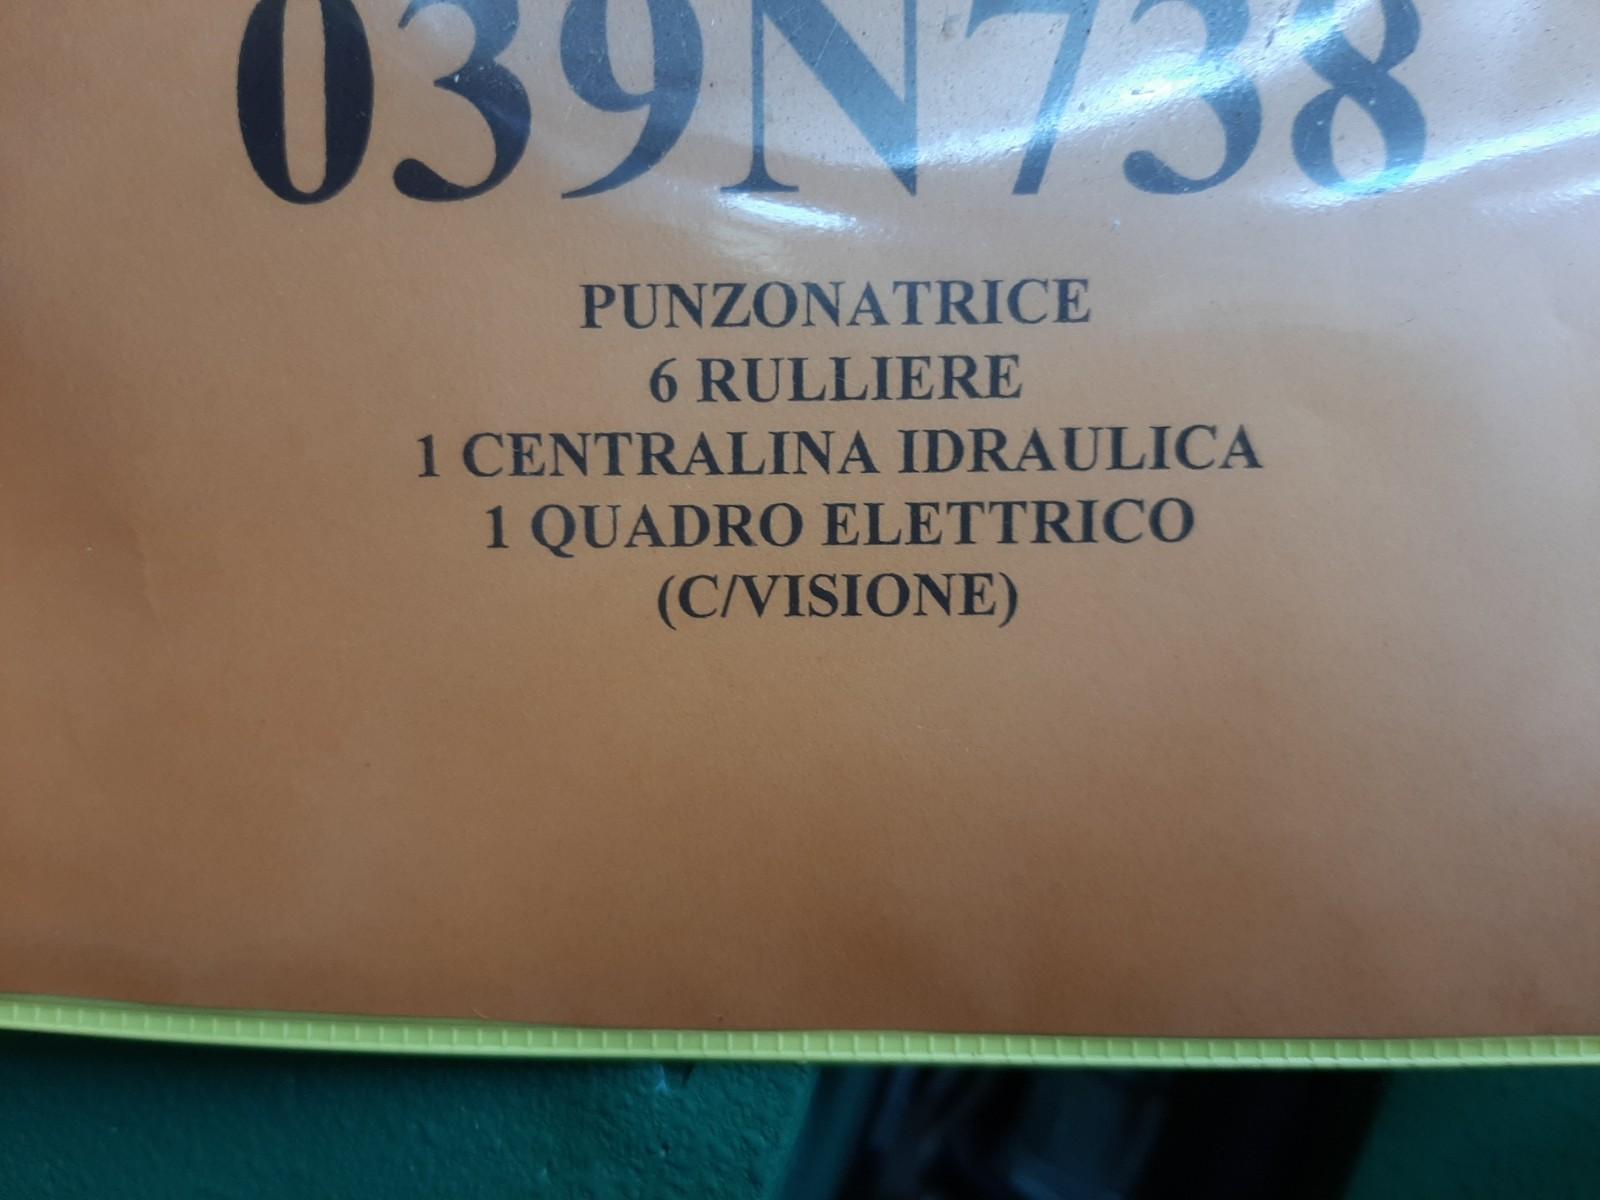 039N738
PUNZONATRICE
6 RULLIERE
1 CENTRALINA IDRAULICA
1 QUADRO ELETTRICO
(C/VISIONE)